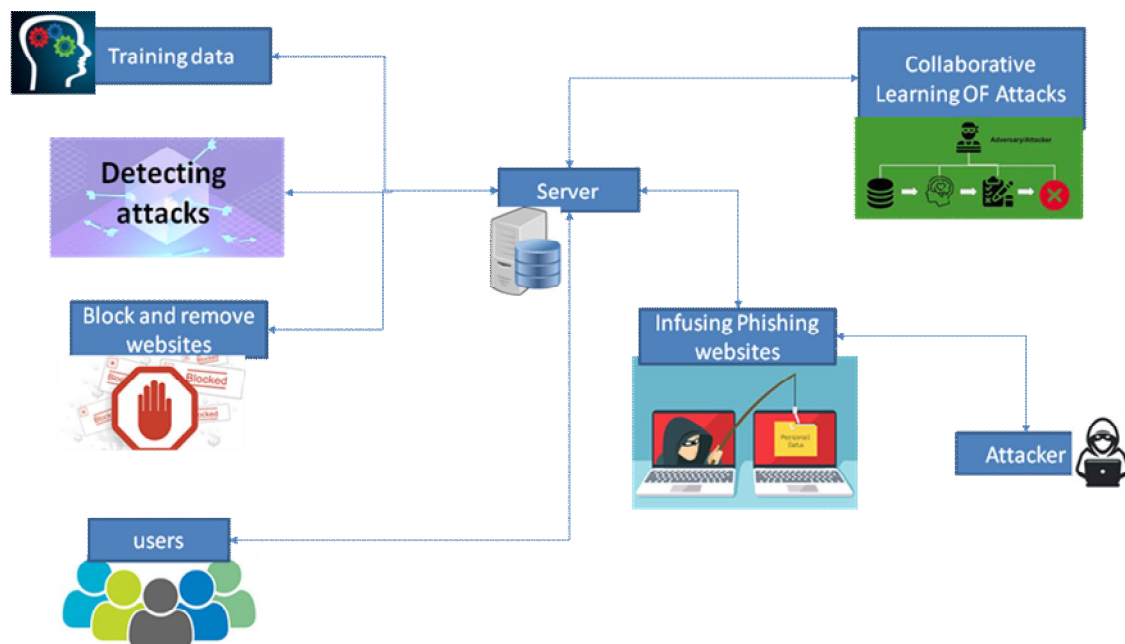 Training data
Collaborative
Learning OF Attacks
Adversary/Attacker
Detecting
attacks
Server
Block and remove
websites
Blocked
Infusing Phishing
websites
Personal
Data
Attacker
users